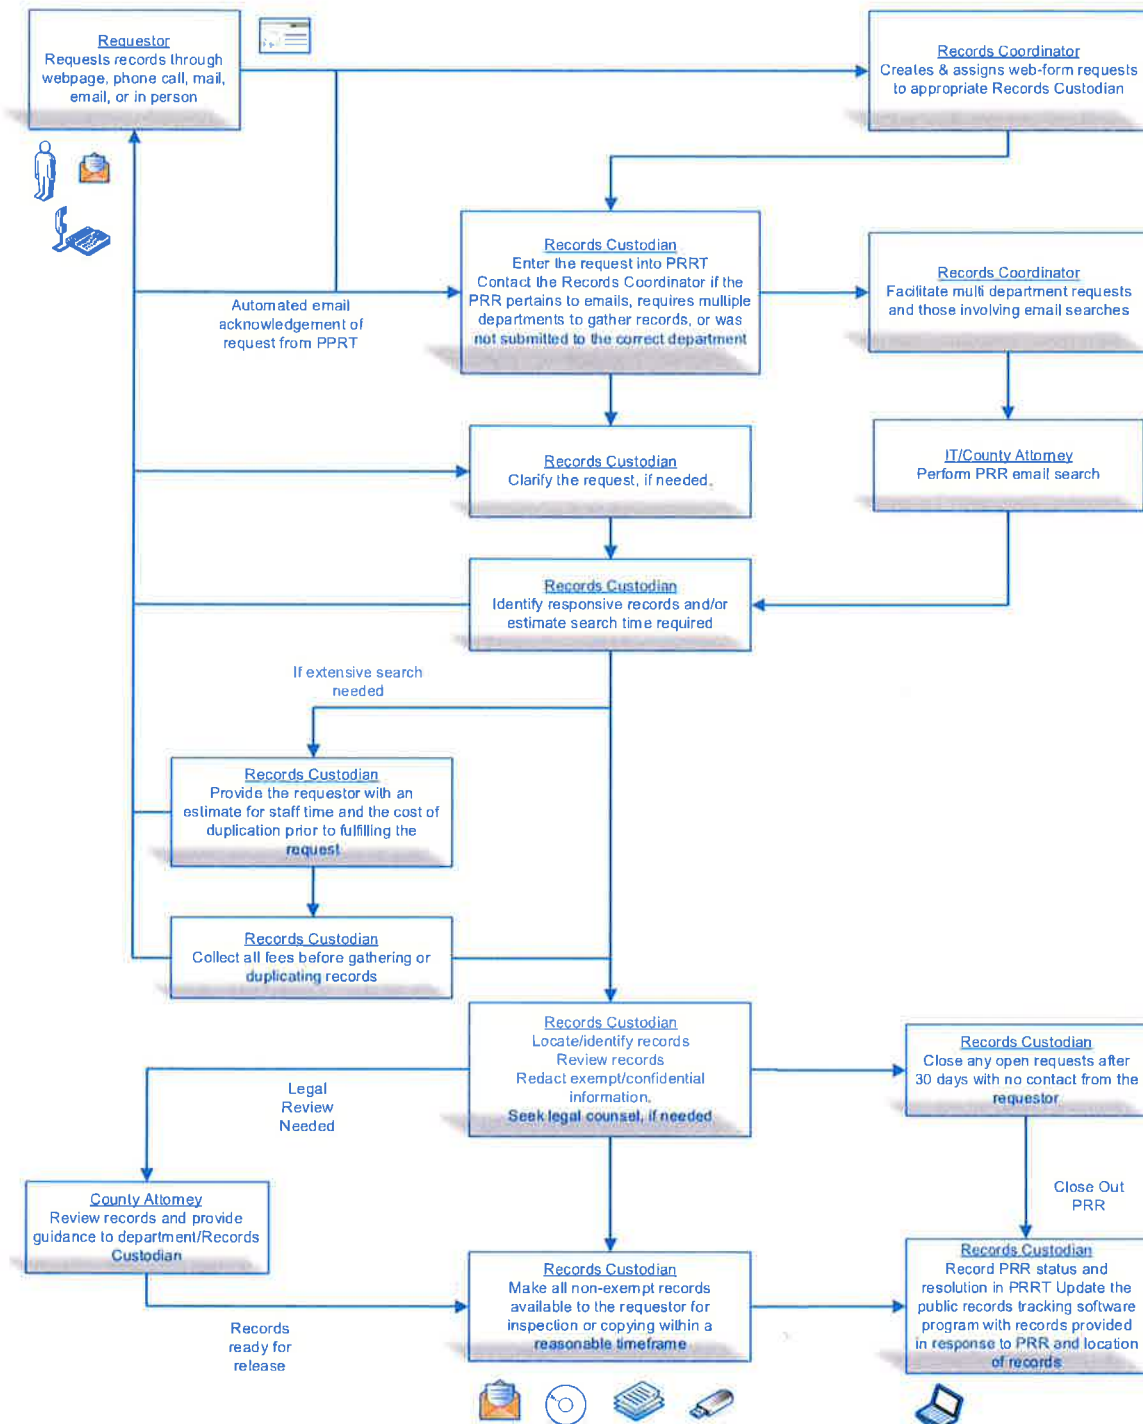 Requestor
Requests records through
webpage, phone call, mail,
email, or in person
Records Coordinator
Creates & assigns web-form requests
to appropriate Records Custodian
Records Custodian
Enter the request into PRRT
Contact the Records Coordinator if the
PRR pertains to emails, requires multiple
departments to gather records, or was
not submitted to the correct department
Records Coordinator
Facilitate multi department requests
and those involving email searches
Automated email
acknowledgement of
request from PPRT
Records Custodian
Clarify the request, if needed.
IT/County Attorney
Perform PRR email search
Records Custodian
Identify responsive records and/or
estimate search time required
If extensive search
needed
Records Custodian
Provide the requestor with an
estimate for staff time and the cost of
duplication prior to fulfilling the
request
Records Custodian
Collect all fees before gathering or
duplicating records
Records Custodian
Locate/identify records
Review records
Redact exempt/confidential
information.
Seek legal counsel, if needed
Records Custodian
Close any open requests after
30 days with no contact from the
requestor
Legal
Review
Needed
County Attorney
Review records and provide
guidance to department/Records
Custodian
Close Out
PRR
Records Custodian
Make all non-exempt records
available to the requestor for
inspection or copying within a
reasonable timeframe
Records Custodian
Record PRR status and
resolution in PRRT Update the
public records tracking software
program with records provided
in response to PRR and location
of records
Records
ready for
release